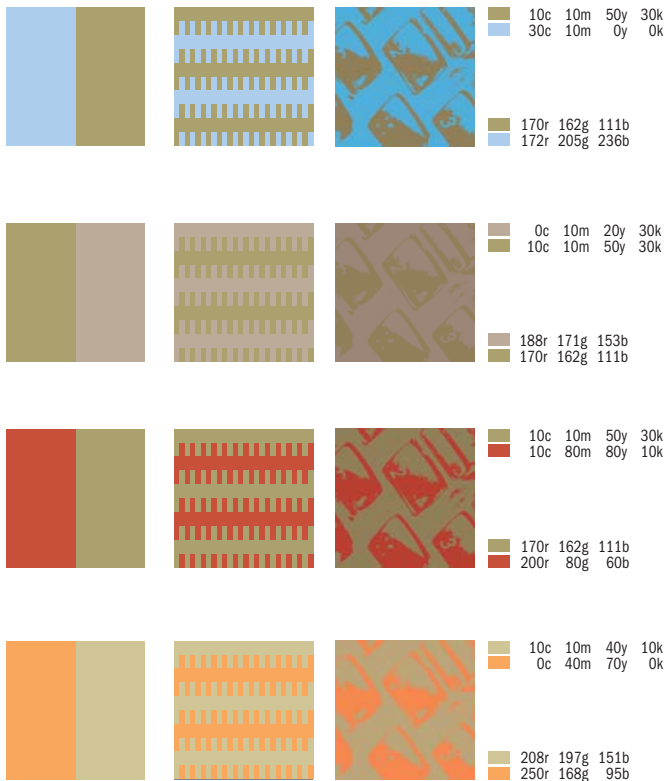 10c 10m 50y 30k
30c 10m 0y 0k
170r 162g 111b
172r 205g 236b
0c 10m 20y 30k
10c 10m 50y 30k
188r 171g 153b
170r 162g 111b
10c 10m 50y 30k
10c 80m 80y 10k
170r 162g 111b
200r 80g 60b
10c 10m 40y 10k
0c 40m 70y 0k
208r 197g 151b
250r 168g 95b